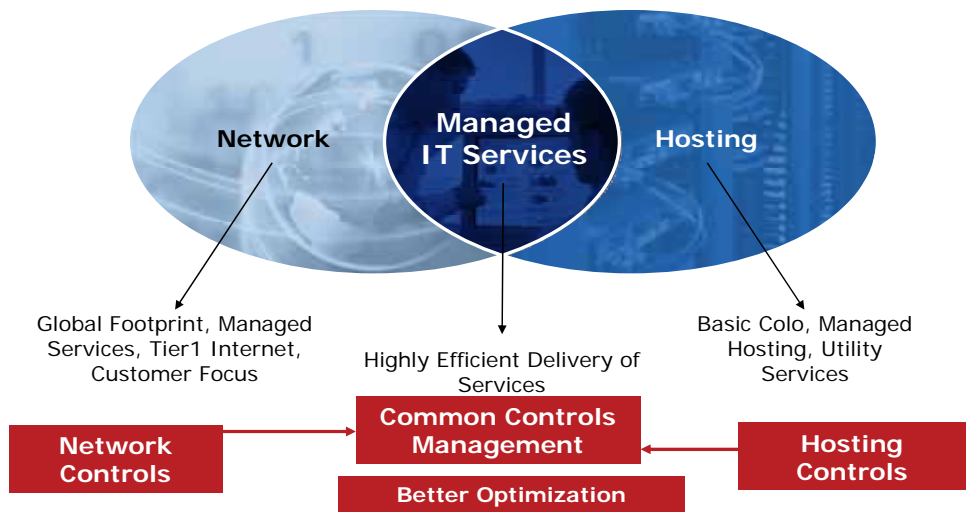 Network
Managed
IT Services
Hosting
Global Footprint, Managed
Services, Tier1 Internet,
Customer Focus
Highly Efficient Delivery of
Services
Basic Colo, Managed
Hosting, Utility
Services
Network
Controls
Common Controls
Management
Hosting
Controls
Better Optimization